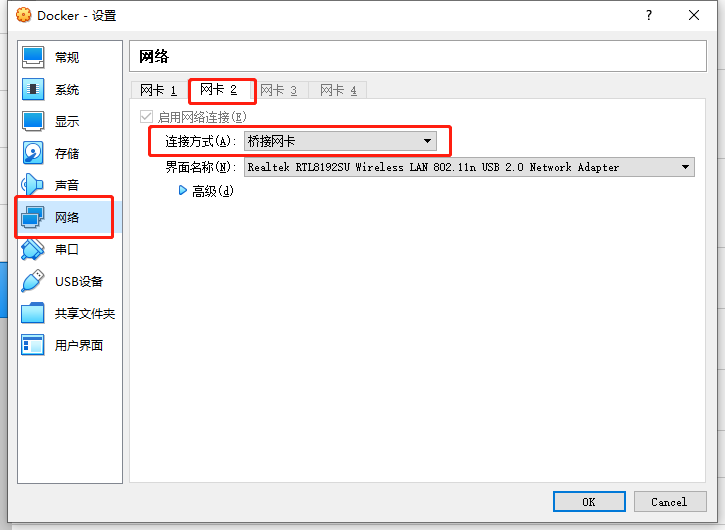 Docker - 设置
?
常规
系统
显示
存储
声音
网络
串口
USB设备
共享文件夹
用户界面
网络
网卡 1 网卡 2 网卡 3 网卡 4
启用网络连接(E)
连接方式(A): 桥接网卡
界面名称(N): Realtek RTL8192SU Wireless LAN 802.11n USB 2.0 Network Adapter
高级(d)
OK Cancel